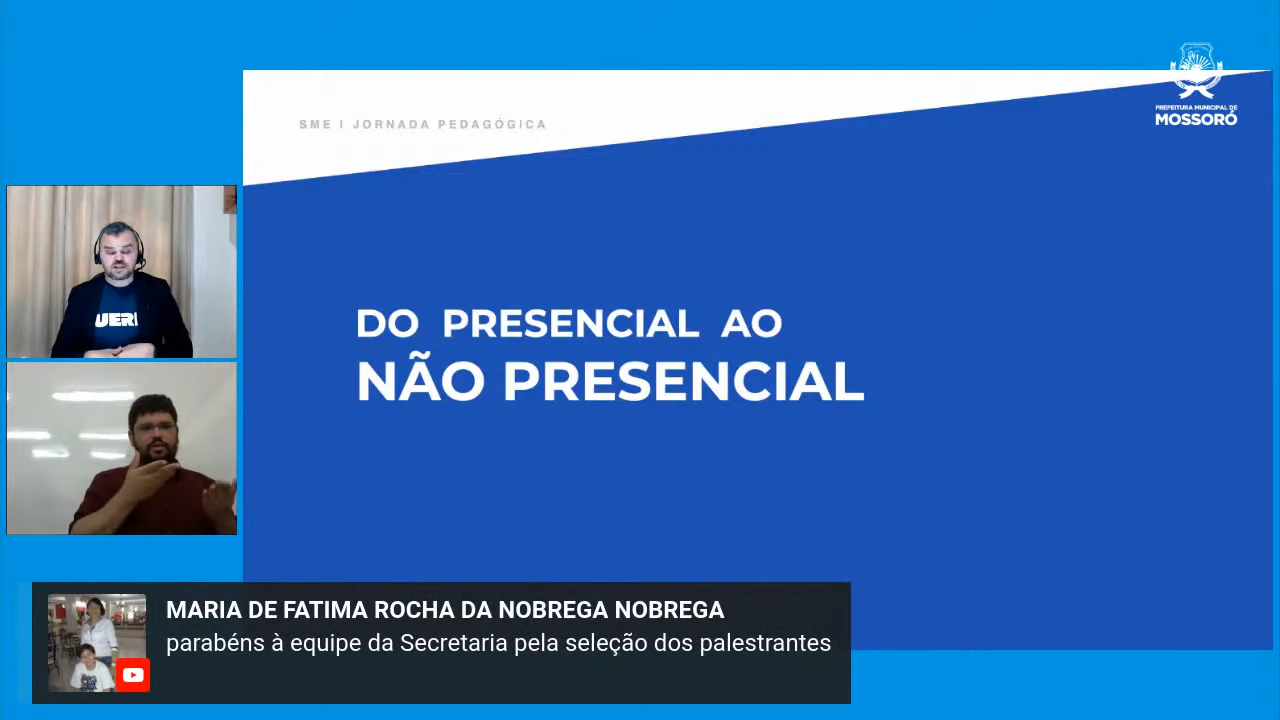 PREFEITURA MUNICIPAL DE
MOSSORÓ
SME | JORNADA PEDAGÓGICA
DO PRESENCIAL AO
NÃO PRESENCIAL
MARIA DE FATIMA ROCHA DA NOBREGA NOBREGA
parabéns à equipe da Secretaria pela seleção dos palestrantes